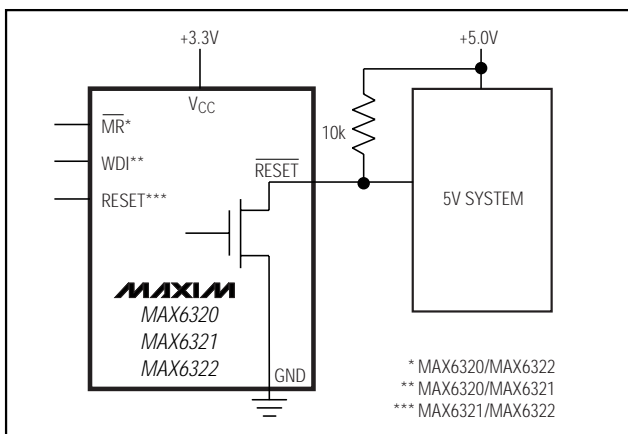 +3.3V
+5.0V
VCC
MR*
10k
WDI**
RESET
RESET***
5V SYSTEM
MAXIM
MAX6320
MAX6321
MAX6322
GND
* MAX6320/MAX6322
** MAX6320/MAX6321
*** MAX6321/MAX6322